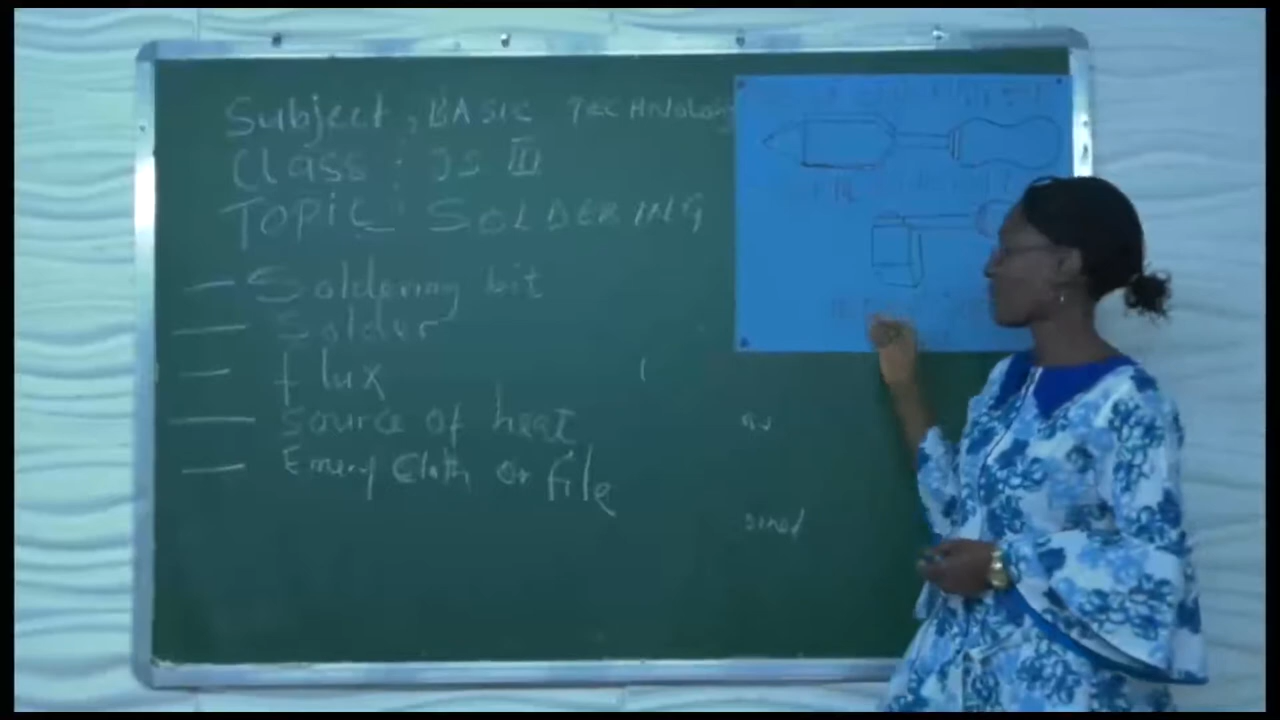 Subject, BASIC TECHNOLOGY
Class: JS III
TOPIC: SOLDERING
— Soldering bit
— Solder
— flux
— Source of heat
— Emery Cloth or file